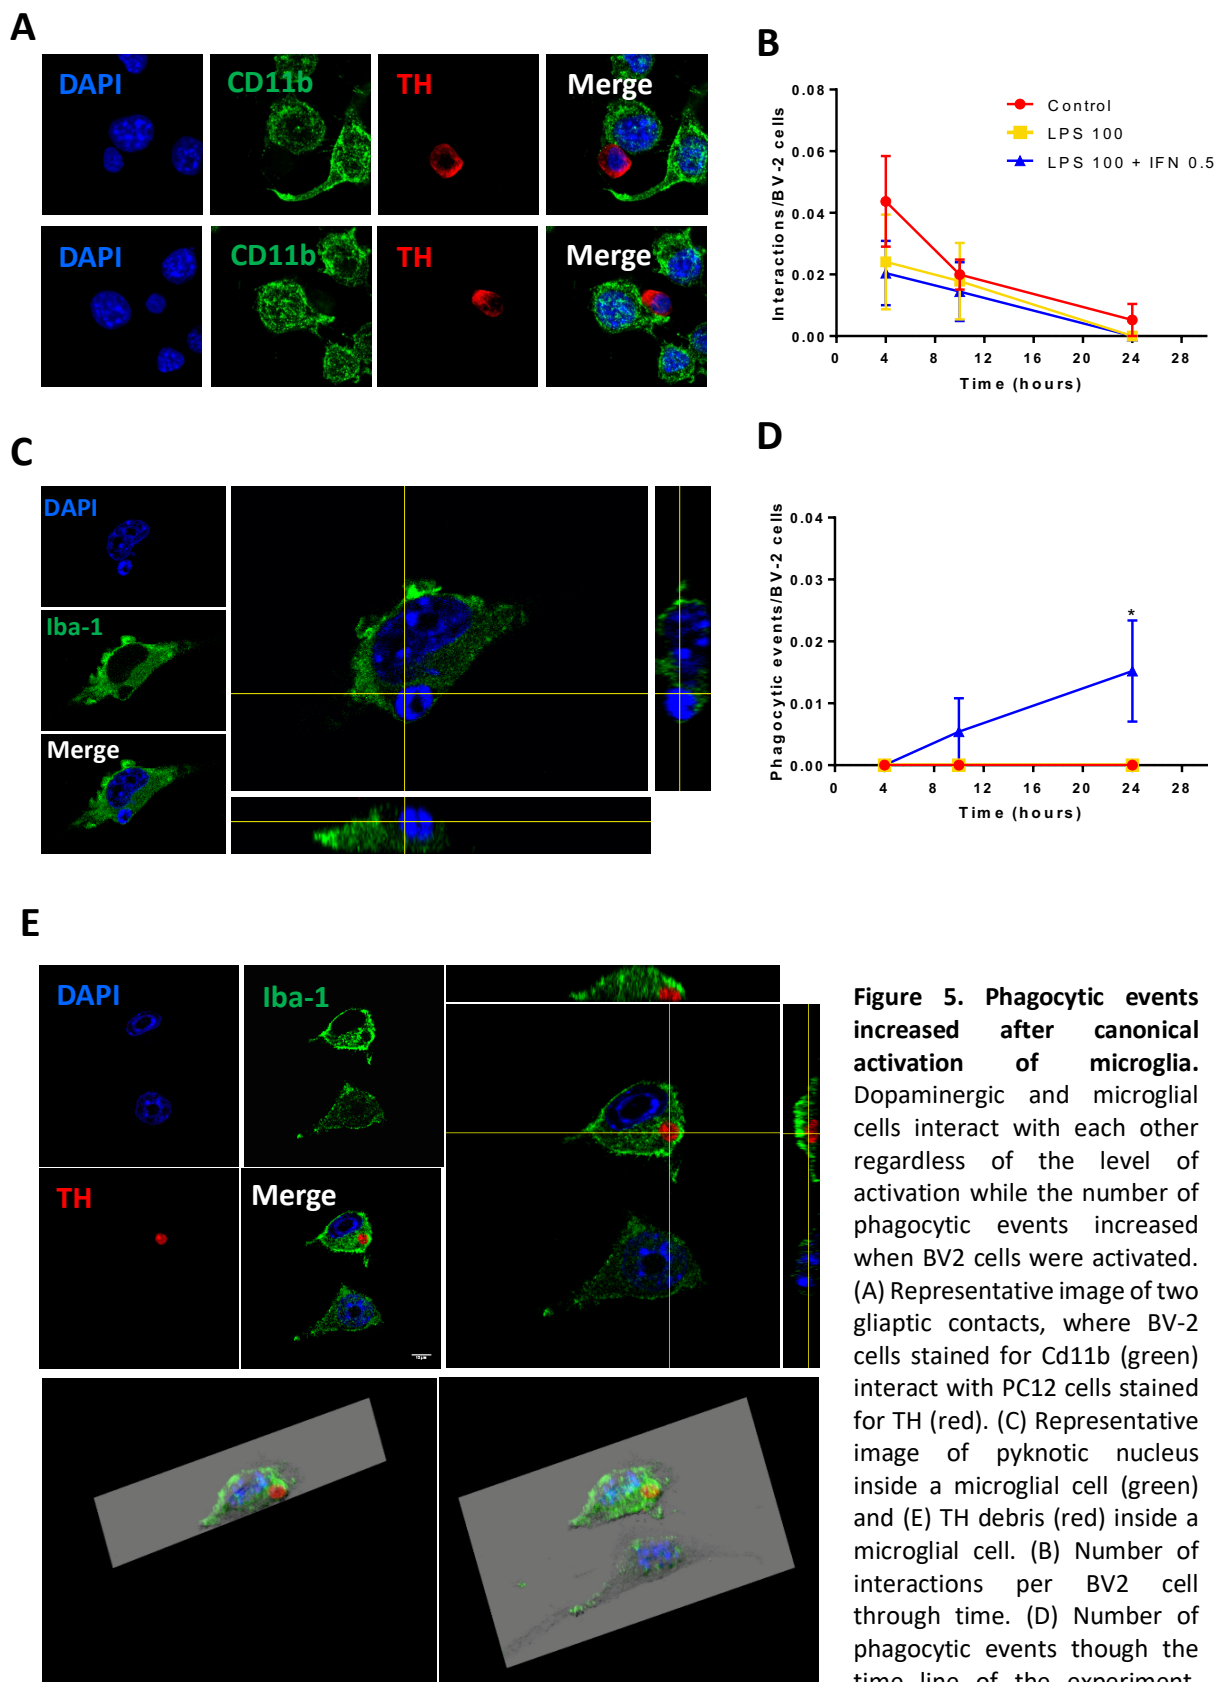 A
DAPI
CD11b
TH
Merge
DAPI
CD11b
TH
Merge
B
Interactions/BV-2 cells
0.08
0.06
0.04
0.02
0.00
0 4 8 12 16 20 24 28
Time (hours)
Control
LPS 100
LPS 100 + IFN 0.5
C
DAPI
Iba-1
Merge
D
Phagocytic events/BV-2 cells
0.04
0.03
0.02
0.01
0.00
*
0 4 8 12 16 20 24 28
Time (hours)
E
DAPI
Iba-1
TH
Merge
10 µm
Figure 5. Phagocytic events
increased after canonical
activation of microglia.
Dopaminergic and microglial
cells interact with each other
regardless of the level of
activation while the number of
phagocytic events increased
when BV2 cells were activated.
(A) Representative image of two
gliaptic contacts, where BV-2
cells stained for Cd11b (green)
interact with PC12 cells stained
for TH (red). (C) Representative
image of pyknotic nucleus
inside a microglial cell (green)
and (E) TH debris (red) inside a
microglial cell. (B) Number of
interactions per BV2 cell
through time. (D) Number of
phagocytic events though the
time line of the experiment.